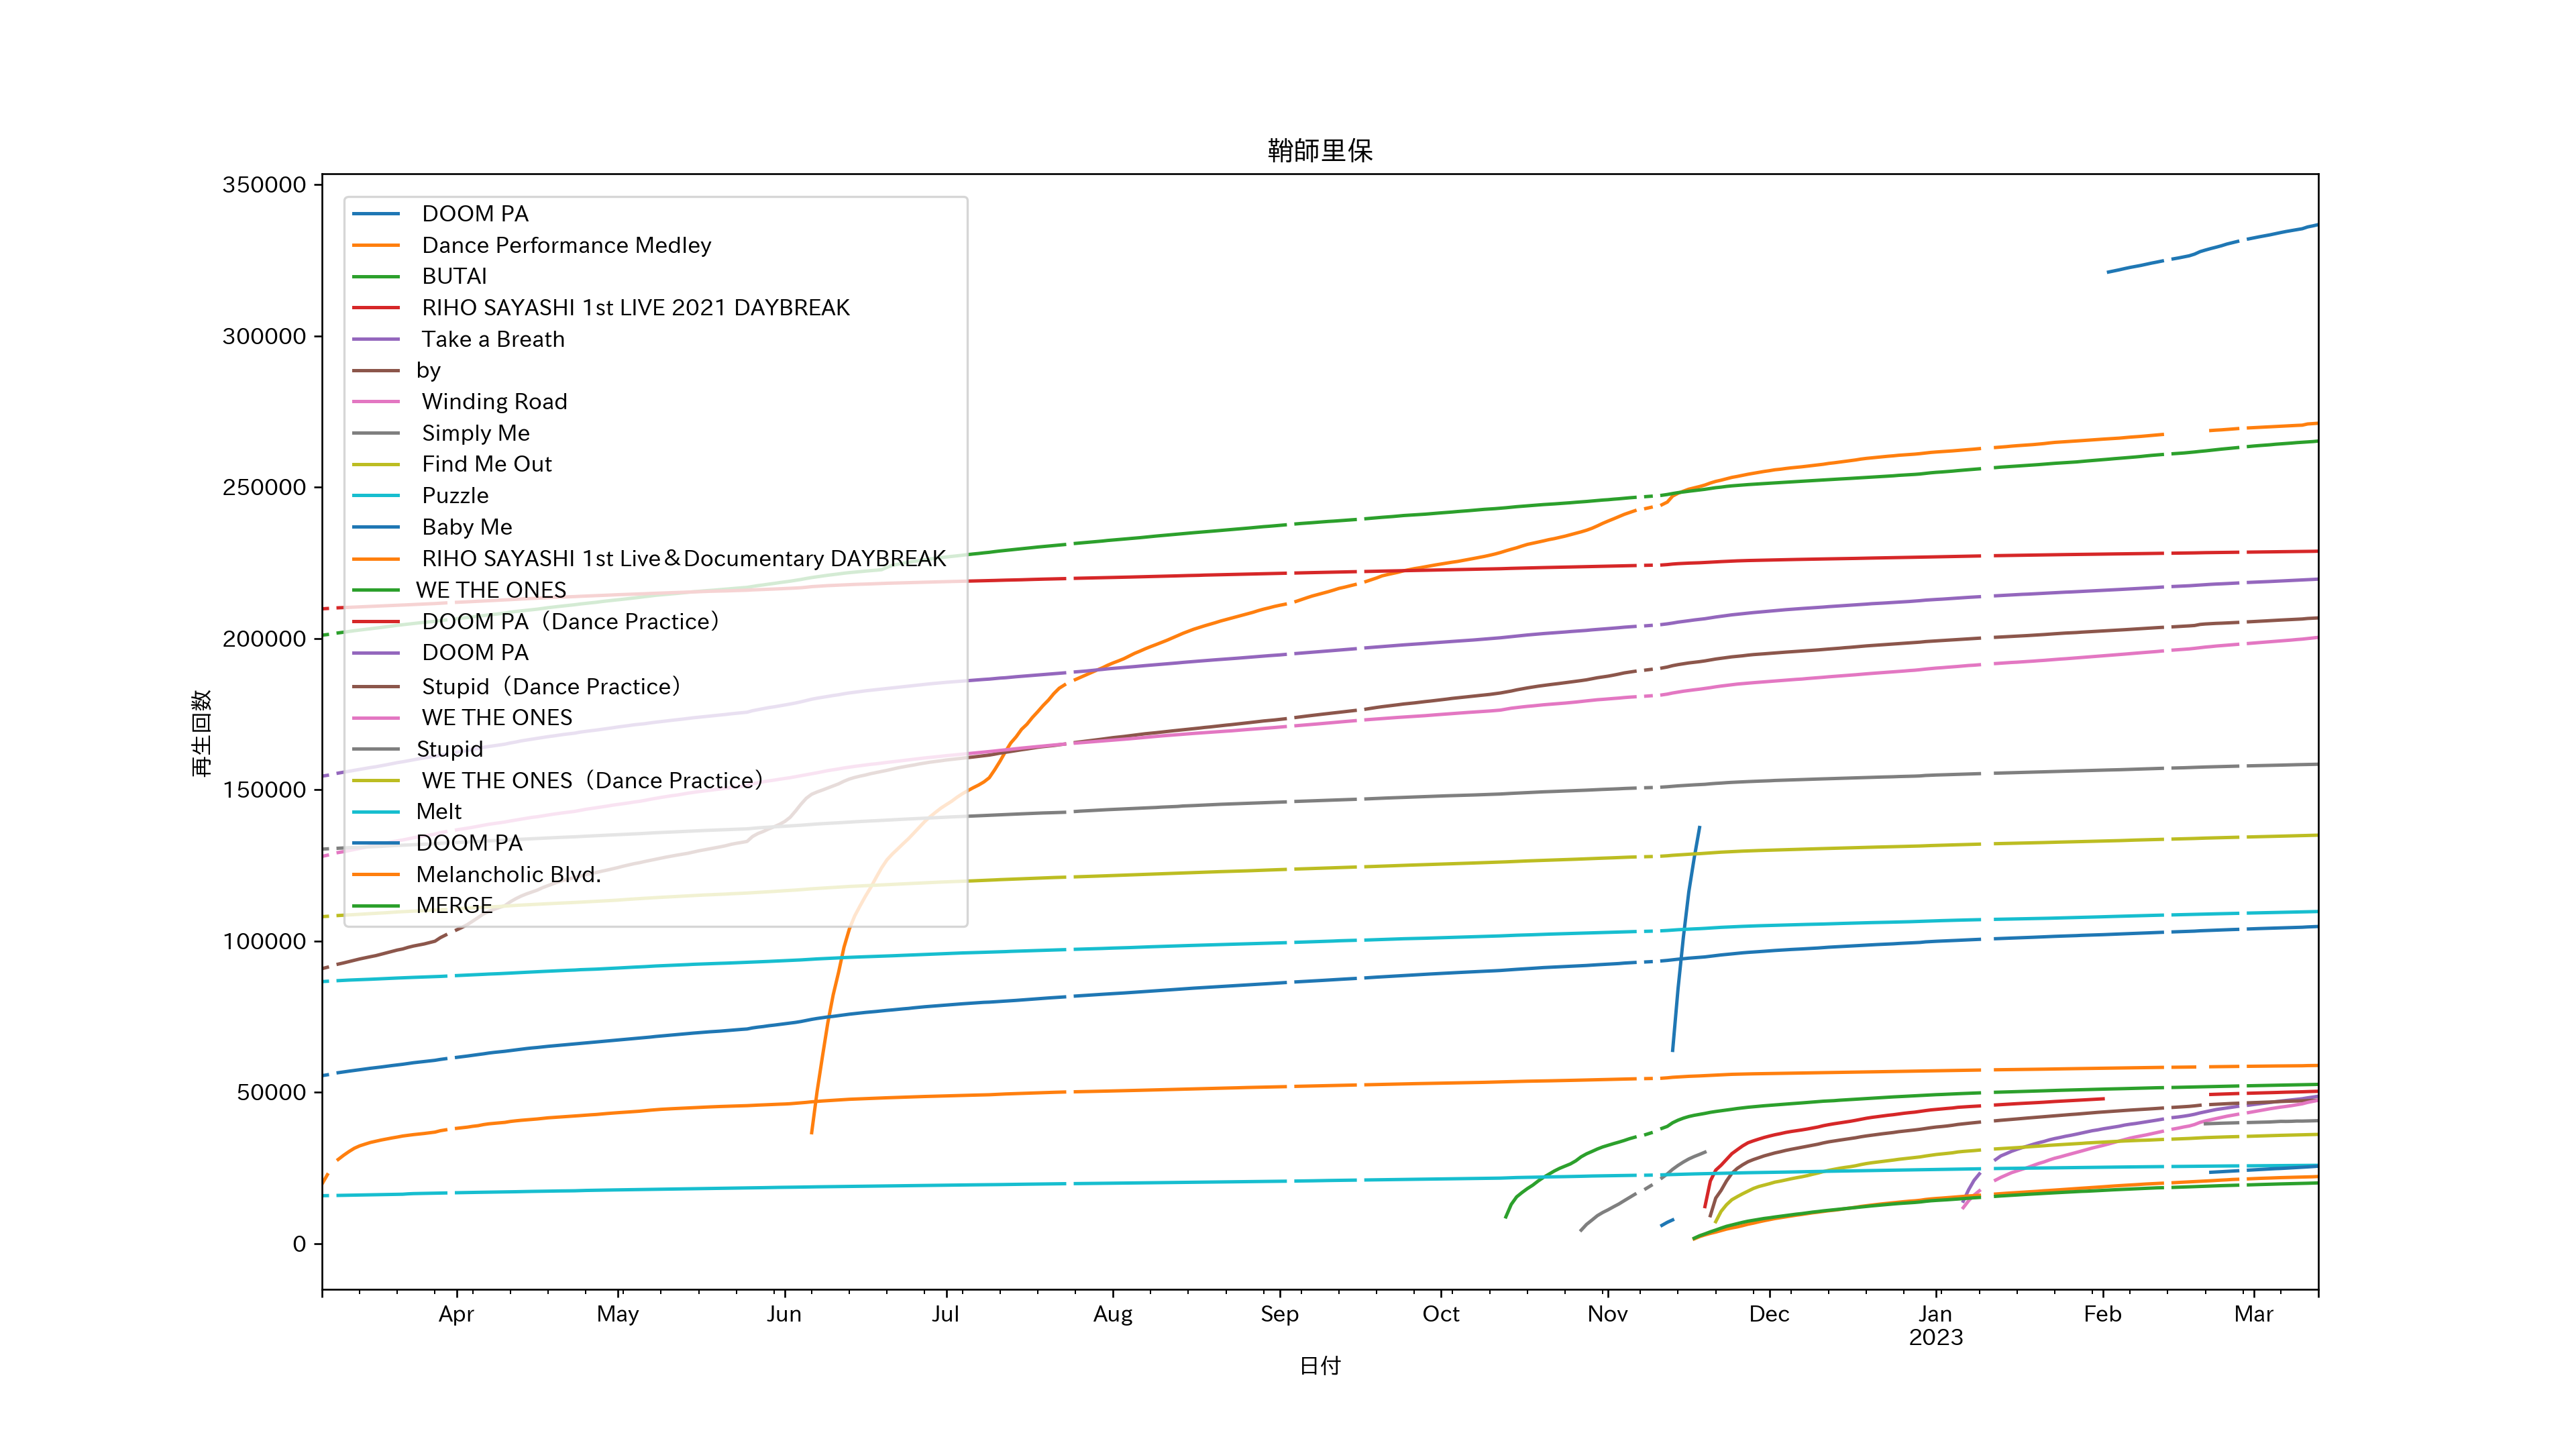 鞘師里保
350000
300000
250000
200000
150000
100000
50000
0
再生回数
DOOM PA
Dance Performance Medley
BUTAI
RIHO SAYASHI 1st LIVE 2021 DAYBREAK
Take a Breath
by
Winding Road
Simply Me
Find Me Out
Puzzle
Baby Me
RIHO SAYASHI 1st Live＆Documentary DAYBREAK
WE THE ONES
DOOM PA（Dance Practice）
DOOM PA
Stupid（Dance Practice）
WE THE ONES
Stupid
WE THE ONES（Dance Practice）
Melt
DOOM PA
Melancholic Blvd.
MERGE
Apr May Jun Jul Aug Sep Oct Nov Dec Jan Feb Mar
2023
日付